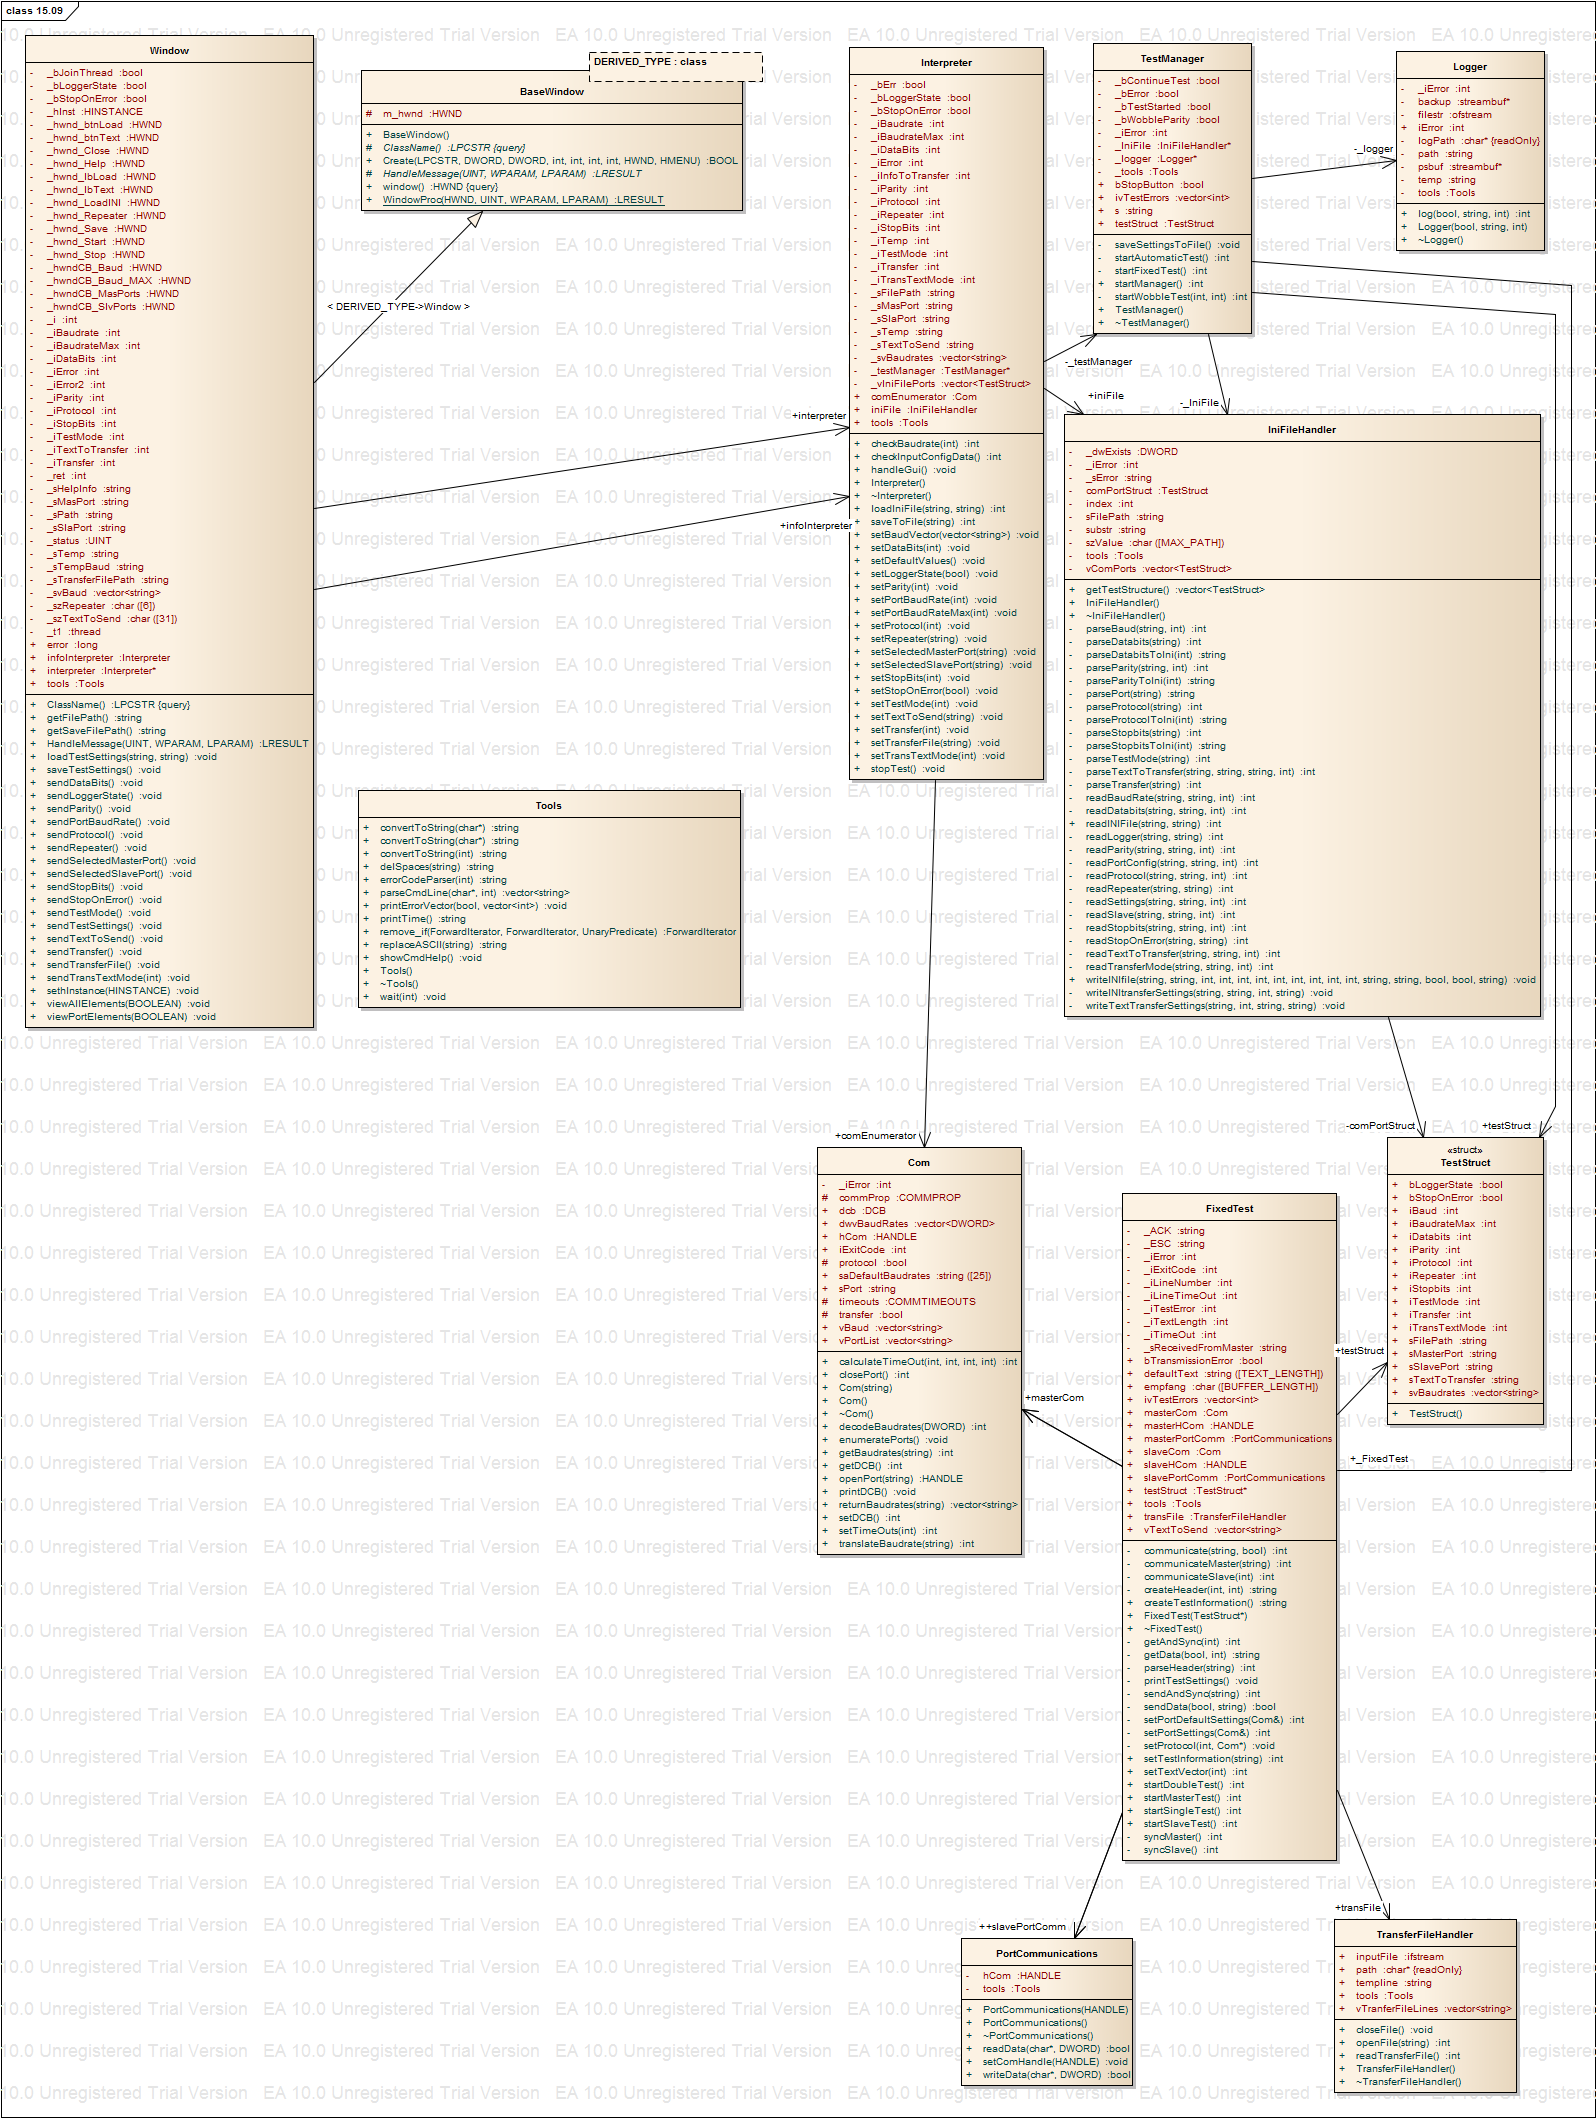 class 15.09
Window
- _bJoinThread :bool
- _bLoggerState :bool
- _bStopOnError :bool
- _hInst :HINSTANCE
- _hwnd_btnLoad :HWND
- _hwnd_btnText :HWND
- _hwnd_Close :HWND
- _hwnd_Help :HWND
- _hwnd_lbLoad :HWND
- _hwnd_lbText :HWND
- _hwnd_LoadINI :HWND
- _hwnd_Repeater :HWND
- _hwnd_Save :HWND
- _hwnd_Start :HWND
- _hwnd_Stop :HWND
- _hwndCB_Baud :HWND
- _hwndCB_Baud_MAX :HWND
- _hwndCB_MasPorts :HWND
- _hwndCB_SlvPorts :HWND
- _i :int
- _iBaudrate :int
- _iBaudrateMax :int
- _iDataBits :int
- _iError :int
- _iError2 :int
- _iParity :int
- _iProtocol :int
- _iStopBits :int
- _iTestMode :int
- _iTextToTransfer :int
- _iTransfer :int
- _ret :int
- _sHelpInfo :string
- _sMasPort :string
- _sPath :string
- _sSlaPort :string
- _status :UINT
- _sTemp :string
- _sTempBaud :string
- _sTransferFilePath :string
- _svBaud :vector<string>
- _szRepeater :char ([6])
- _szTextToSend :char ([31])
- _t1 :thread
+ error :long
+ infoInterpreter :Interpreter
+ interpreter :Interpreter*
+ tools :Tools
+ ClassName() :LPCSTR {query}
+ getFilePath() :string
+ getSaveFilePath() :string
+ HandleMessage(UINT, WPARAM, LPARAM) :LRESULT
+ loadTestSettings(string, string) :void
+ saveTestSettings() :void
+ sendDataBits() :void
+ sendLoggerState() :void
+ sendParity() :void
+ sendPortBaudRate() :void
+ sendProtocol() :void
+ sendRepeater() :void
+ sendSelectedMasterPort() :void
+ sendSelectedSlavePort() :void
+ sendStopBits() :void
+ sendStopOnError() :void
+ sendTestMode() :void
+ sendTestSettings() :void
+ sendTextToSend() :void
+ sendTransfer() :void
+ sendTransferFile() :void
+ sendTransTextMode(int) :void
+ sethInstance(HINSTANCE) :void
+ viewAllElements(BOOLEAN) :void
+ viewPortElements(BOOLEAN) :void
DERIVED_TYPE : class
BaseWindow
# m_hwnd :HWND
+ BaseWindow()
# ClassName() :LPCSTR {query}
+ Create(LPCSTR, DWORD, DWORD, int, int, int, int, HWND, HMENU) :BOOL
# HandleMessage(UINT, WPARAM, LPARAM) :LRESULT
+ window() :HWND {query}
+ WindowProc(HWND, UINT, WPARAM, LPARAM) :LRESULT
< DERIVED_TYPE->Window >
+interpreter
+infoInterpreter
Tools
+ convertToString(char*) :string
+ convertToString(char*) :string
+ convertToString(int) :string
+ delSpaces(string) :string
+ errorCodeParser(int) :string
+ parseCmdLine(char*, int) :vector<string>
+ printErrorVector(bool, vector<int>) :void
+ printTime() :string
+ remove_if(ForwardIterator, ForwardIterator, UnaryPredicate) :ForwardIterator
+ replaceASCII(string) :string
+ showCmdHelp() :void
+ Tools()
+ ~Tools()
+ wait(int) :void
Interpreter
- _bErr :bool
- _bLoggerState :bool
- _bStopOnError :bool
- _iBaudrate :int
- _iBaudrateMax :int
- _iDataBits :int
- _iError :int
- _iInfoToTransfer :int
- _iParity :int
- _iProtocol :int
- _iRepeater :int
- _iStopBits :int
- _iTemp :int
- _iTestMode :int
- _iTransfer :int
- _iTransTextMode :int
- _sFilePath :string
- _sMasPort :string
- _sSlaPort :string
- _sTemp :string
- _sTextToSend :string
- _svBaudrates :vector<string>
- _testManager :TestManager*
- _vIniFilePorts :vector<TestStruct>
+ comEnumerator :Com
+ iniFile :IniFileHandler
+ tools :Tools
+ checkBaudrate(int) :int
+ checkInputConfigData() :int
+ handleGui() :void
+ Interpreter()
+ ~Interpreter()
+ loadIniFile(string, string) :int
+ saveToFile(string) :int
+ setBaudVector(vector<string>) :void
+ setDataBits(int) :void
+ setDefaultValues() :void
+ setLoggerState(bool) :void
+ setParity(int) :void
+ setPortBaudRate(int) :void
+ setPortBaudRateMax(int) :void
+ setProtocol(int) :void
+ setRepeater(string) :void
+ setSelectedMasterPort(string) :void
+ setSelectedSlavePort(string) :void
+ setStopBits(int) :void
+ setStopOnError(bool) :void
+ setTestMode(int) :void
+ setTextToSend(string) :void
+ setTransfer(int) :void
+ setTransferFile(string) :void
+ setTransTextMode(int) :void
+ stopTest() :void
TestManager
- _bContinueTest :bool
- _bError :bool
- _bTestStarted :bool
- _bWobbleParity :bool
- _iError :int
- _IniFile :IniFileHandler*
- _logger :Logger*
- _tools :Tools
+ bStopButton :bool
+ ivTestErrors :vector<int>
+ s :string
+ testStruct :TestStruct
- saveSettingsToFile() :void
- startAutomaticTest() :int
- startFixedTest() :int
+ startManager() :int
- startWobbleTest(int, int) :int
+ TestManager()
+ ~TestManager()
-_logger
Logger
- _iError :int
- backup :streambuf*
- filestr :ofstream
+ iError :int
- logPath :char* {readOnly}
- path :string
- psbuf :streambuf*
- temp :string
- tools :Tools
+ log(bool, string, int) :int
+ Logger(bool, string, int)
+ ~Logger()
-_testManager
+iniFile
-_IniFile
IniFileHandler
- _dwExists :DWORD
- _iError :int
- _sError :string
- comPortStruct :TestStruct
- index :int
- sFilePath :string
- substr :string
- szValue :char ([MAX_PATH])
- tools :Tools
- vComPorts :vector<TestStruct>
+ getTestStructure() :vector<TestStruct>
+ IniFileHandler()
+ ~IniFileHandler()
- parseBaud(string, int) :int
- parseDatabits(string) :int
- parseDatabitsToIni(int) :string
- parseParity(string, int) :int
- parseParityToIni(int) :string
- parsePort(string) :string
- parseProtocol(string) :int
- parseProtocolToIni(int) :string
- parseStopbits(string) :int
- parseStopbitsToIni(int) :string
- parseTestMode(string) :int
- parseTextToTransfer(string, string, string, int) :int
- parseTransfer(string) :int
- readBaudRate(string, string, int) :int
- readDatabits(string, string, int) :int
+ readINIFile(string, string) :int
- readLogger(string, string) :int
- readParity(string, string, int) :int
- readPortConfig(string, string, int) :int
- readProtocol(string, string, int) :int
- readRepeater(string, string) :int
- readSettings(string, string, int) :int
- readSlave(string, string, int) :int
- readStopbits(string, string, int) :int
- readStopOnError(string, string) :int
- readTextToTransfer(string, string, int) :int
- readTransferMode(string, string, int) :int
+ writeINIfile(string, string, int, int, int, int, int, int, int, int, int, string, string, bool, bool, string) :void
- writeINItransferSettings(string, string, int, string) :void
- writeTextTransferSettings(string, int, string, string) :void
+comEnumerator
-comPortStruct
+testStruct
Com
- _iError :int
# commProp :COMMPROP
+ dcb :DCB
+ dwvBaudRates :vector<DWORD>
+ hCom :HANDLE
+ iExitCode :int
# protocol :bool
+ saDefaultBaudrates :string ([25])
+ sPort :string
# timeouts :COMMTIMEOUTS
# transfer :bool
+ vBaud :vector<string>
+ vPortList :vector<string>
+ calculateTimeOut(int, int, int, int) :int
+ closePort() :int
+ Com(string)
+ Com()
+ ~Com()
+ decodeBaudrates(DWORD) :int
+ enumeratePorts() :void
+ getBaudrates(string) :int
+ getDCB() :int
+ openPort(string) :HANDLE
+ printDCB() :void
+ returnBaudrates(string) :vector<string>
+ setDCB() :int
+ setTimeOuts(int) :int
+ translateBaudrate(string) :int
+masterCom
FixedTest
- _ACK :string
- _ESC :string
- _iError :int
- _iExitCode :int
- _iLineNumber :int
- _iLineTimeOut :int
- _iTestError :int
- _iTextLength :int
- _iTimeOut :int
- _sReceivedFromMaster :string
+ bTransmissionError :bool
+ defaultText :string ([TEXT_LENGTH])
+ empfang :char ([BUFFER_LENGTH])
+ ivTestErrors :vector<int>
+ masterCom :Com
+ masterHCom :HANDLE
+ masterPortComm :PortCommunications
+ slaveCom :Com
+ slaveHCom :HANDLE
+ slavePortComm :PortCommunications
+ testStruct :TestStruct*
+ tools :Tools
+ transFile :TransferFileHandler
+ vTextToSend :vector<string>
- communicate(string, bool) :int
- communicateMaster(string) :int
- communicateSlave(int) :int
- createHeader(int, int) :string
+ createTestInformation() :string
+ FixedTest(TestStruct*)
+ ~FixedTest()
- getAndSync(int) :int
- getData(bool, int) :string
- parseHeader(string) :int
- printTestSettings() :void
- sendAndSync(string) :int
- sendData(bool, string) :bool
- setPortDefaultSettings(Com&) :int
- setPortSettings(Com&) :int
- setProtocol(int, Com*) :void
+ setTestInformation(string) :int
+ setTextVector(int) :int
+ startDoubleTest() :int
+ startMasterTest() :int
+ startSingleTest() :int
+ startSlaveTest() :int
- syncMaster() :int
- syncSlave() :int
+testStruct
+_FixedTest
«struct»
TestStruct
+ bLoggerState :bool
+ bStopOnError :bool
+ iBaud :int
+ iBaudrateMax :int
+ iDatabits :int
+ iParity :int
+ iProtocol :int
+ iRepeater :int
+ iStopbits :int
+ iTestMode :int
+ iTransfer :int
+ iTransTextMode :int
+ sFilePath :string
+ sMasterPort :string
+ sSlavePort :string
+ sTextToTransfer :string
+ svBaudrates :vector<string>
+ TestStruct()
++slavePortComm
PortCommunications
- hCom :HANDLE
- tools :Tools
+ PortCommunications(HANDLE)
+ PortCommunications()
+ ~PortCommunications()
+ readData(char*, DWORD) :bool
+ setComHandle(HANDLE) :void
+ writeData(char*, DWORD) :bool
+transFile
TransferFileHandler
+ inputFile :ifstream
+ path :char* {readOnly}
+ templine :string
+ tools :Tools
+ vTranferFileLines :vector<string>
+ closeFile() :void
+ openFile(string) :int
+ readTransferFile() :int
+ TransferFileHandler()
+ ~TransferFileHandler()
EA 10.0 Unregistered Trial Version